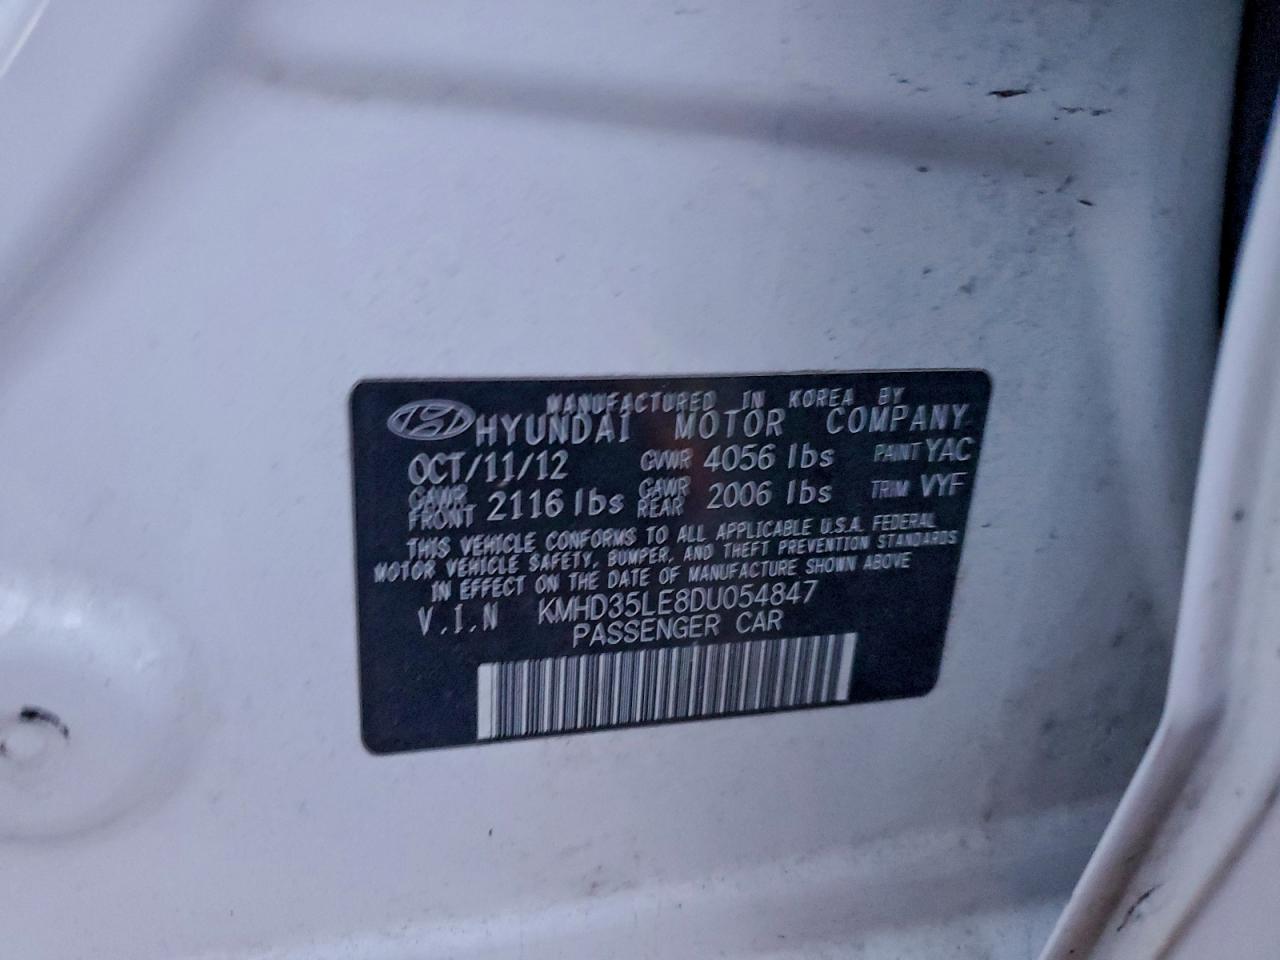 MANUFACTURED IN KOREA BY
HYUNDAI MOTOR COMPANY
OCT/11/12 GVWR 4056 lbs PAINT YAC
GAWR FRONT 2116 lbs GAWR REAR 2006 lbs TRIM VYF
THIS VEHICLE CONFORMS TO ALL APPLICABLE U.S.A. FEDERAL
MOTOR VEHICLE SAFETY, BUMPER, AND THEFT PREVENTION STANDARDS
IN EFFECT ON THE DATE OF MANUFACTURE SHOWN ABOVE
V.I.N KMHD35LE8DU054847
PASSENGER CAR